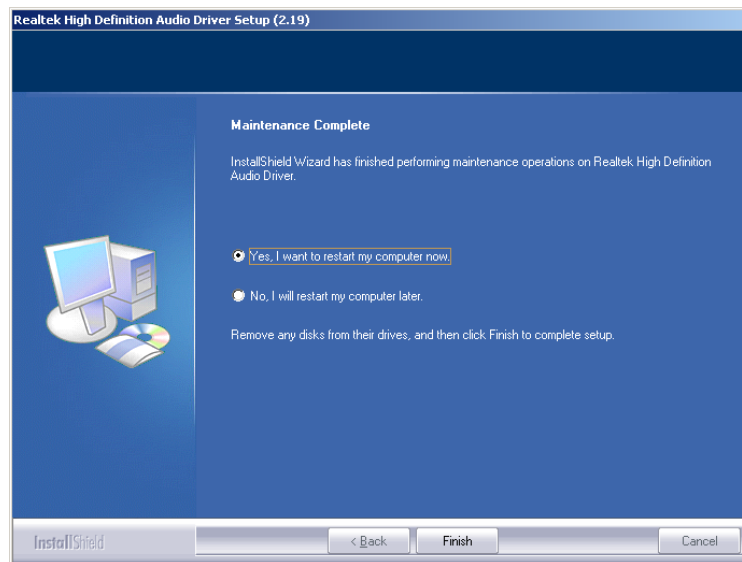 Realtek High Definition Audio Driver Setup (2.19)
Maintenance Complete
InstallShield Wizard has finished performing maintenance operations on Realtek High Definition
Audio Driver.
Yes, I want to restart my computer now.
No, I will restart my computer later.
Remove any disks from their drives, and then click Finish to complete setup.
InstallShield
< Back
Finish
Cancel